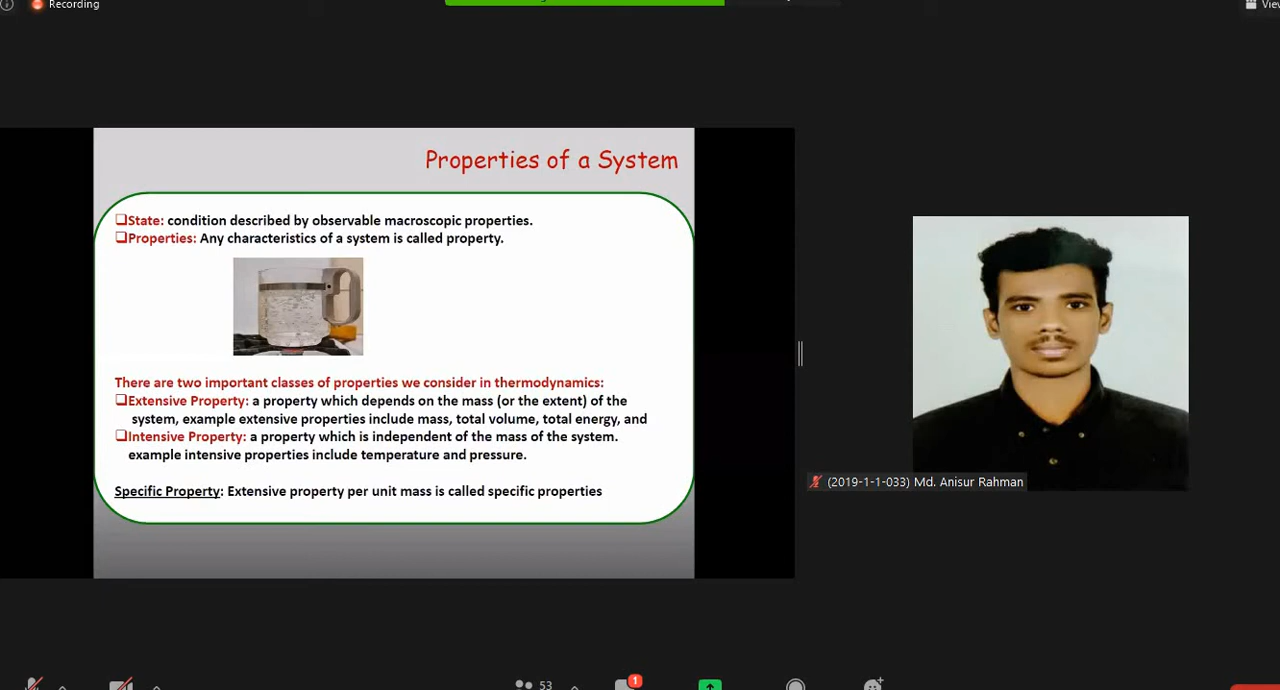 Recording
View
Properties of a System
❑State: condition described by observable macroscopic properties.
❑Properties: Any characteristics of a system is called property.
There are two important classes of properties we consider in thermodynamics:
❑Extensive Property: a property which depends on the mass (or the extent) of the
system, example extensive properties include mass, total volume, total energy, and
❑Intensive Property: a property which is independent of the mass of the system.
example intensive properties include temperature and pressure.
Specific Property: Extensive property per unit mass is called specific properties
(2019-1-1-033) Md. Anisur Rahman
53
1